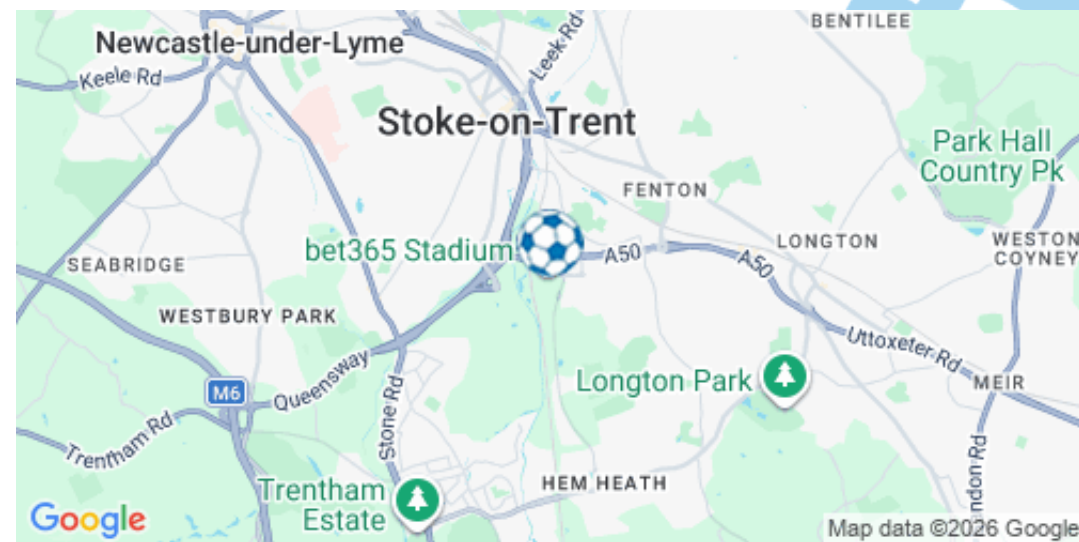 BENTILEE
Newcastle-under-Lyme
Leek Rd
Keele Rd
Stoke-on-Trent
Park Hall
Country Pk
FENTON
bet365 Stadium
A50
LONGTON
WESTON
COYNEY
SEABRIDGE
A50
WESTBURY PARK
Uttoxeter Rd
Longton Park
MEIR
M6
Queensway
Stone Rd
Trentham Rd
ndon Rd
HEM HEATH
Trentham
Estate
Google
Map data ©2026 Google